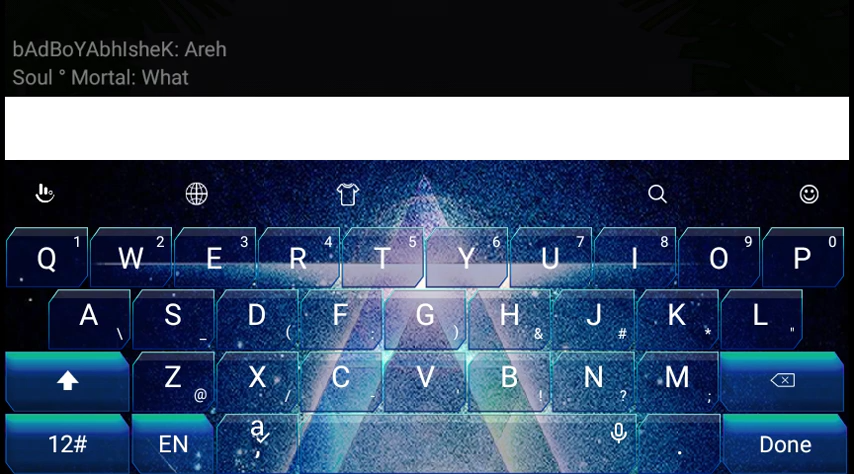 bAdBoYAbhIsheK: Areh
Soul ° Mortal: What
Q 1 W 2 E 3 R 4 T 5 Y 6 U 7 I 8 O 9 P 0
A \ S _ D ( F : G ) H & J # K * L "
Z @ X / C - V ' B ! N ? M ;
12# EN a , . Done